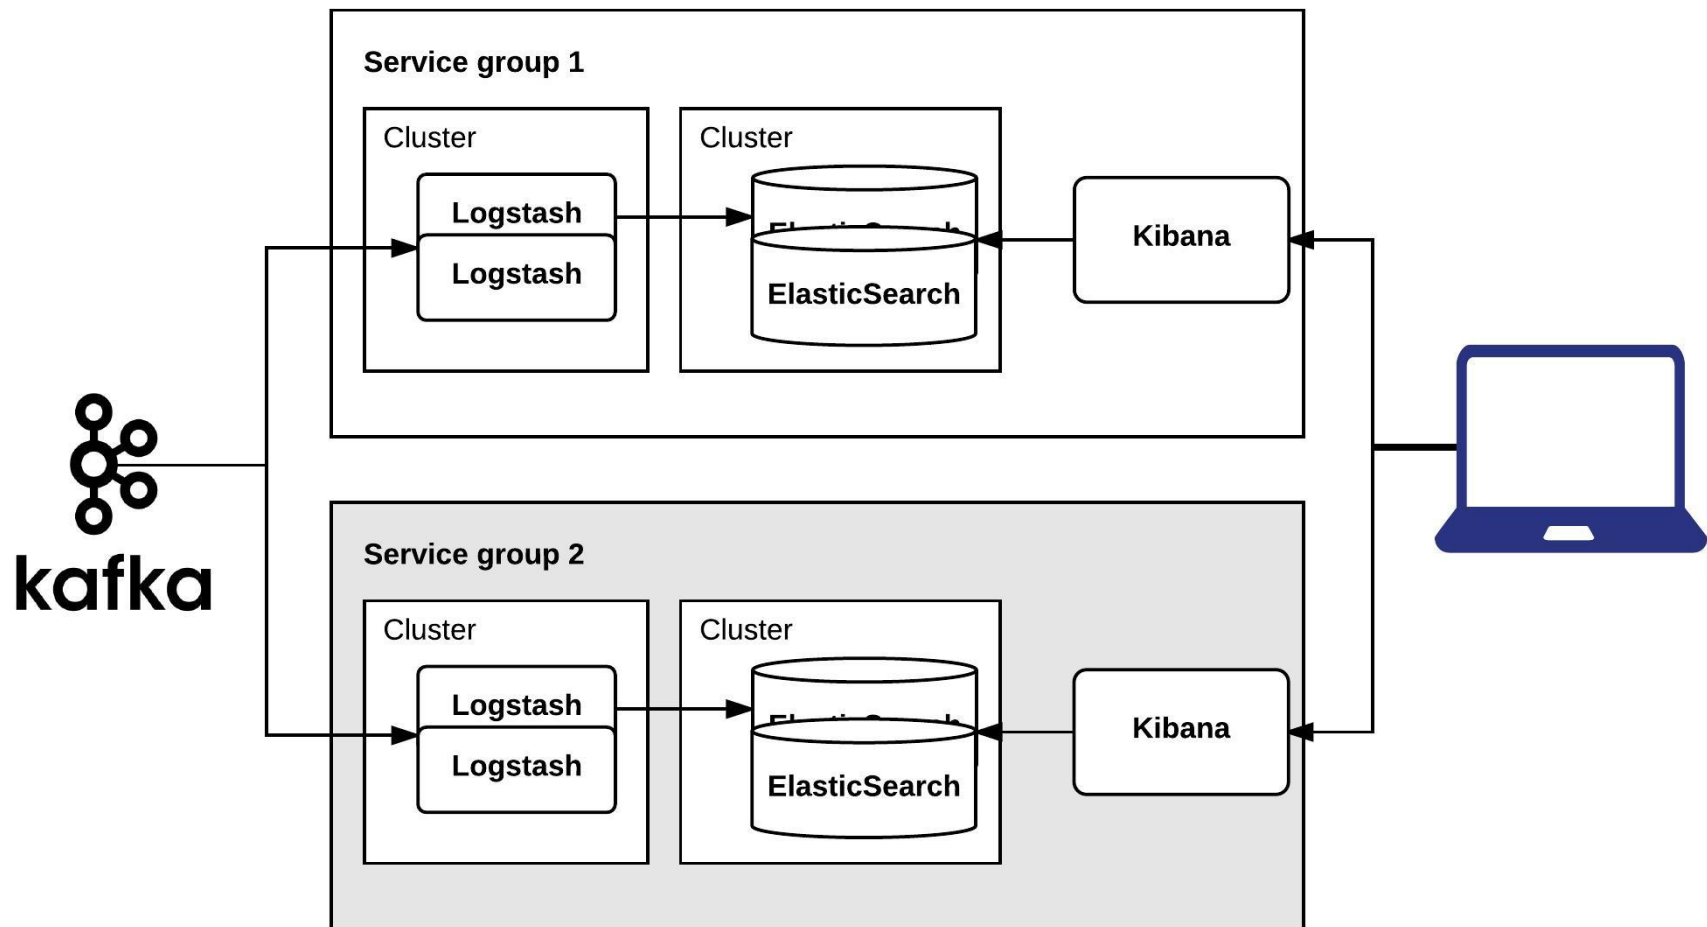 Service group 1
Cluster
Logstash
Logstash
Cluster
ElasticSearch
Kibana
kafka
Service group 2
Cluster
Logstash
Logstash
Cluster
ElasticSearch
Kibana